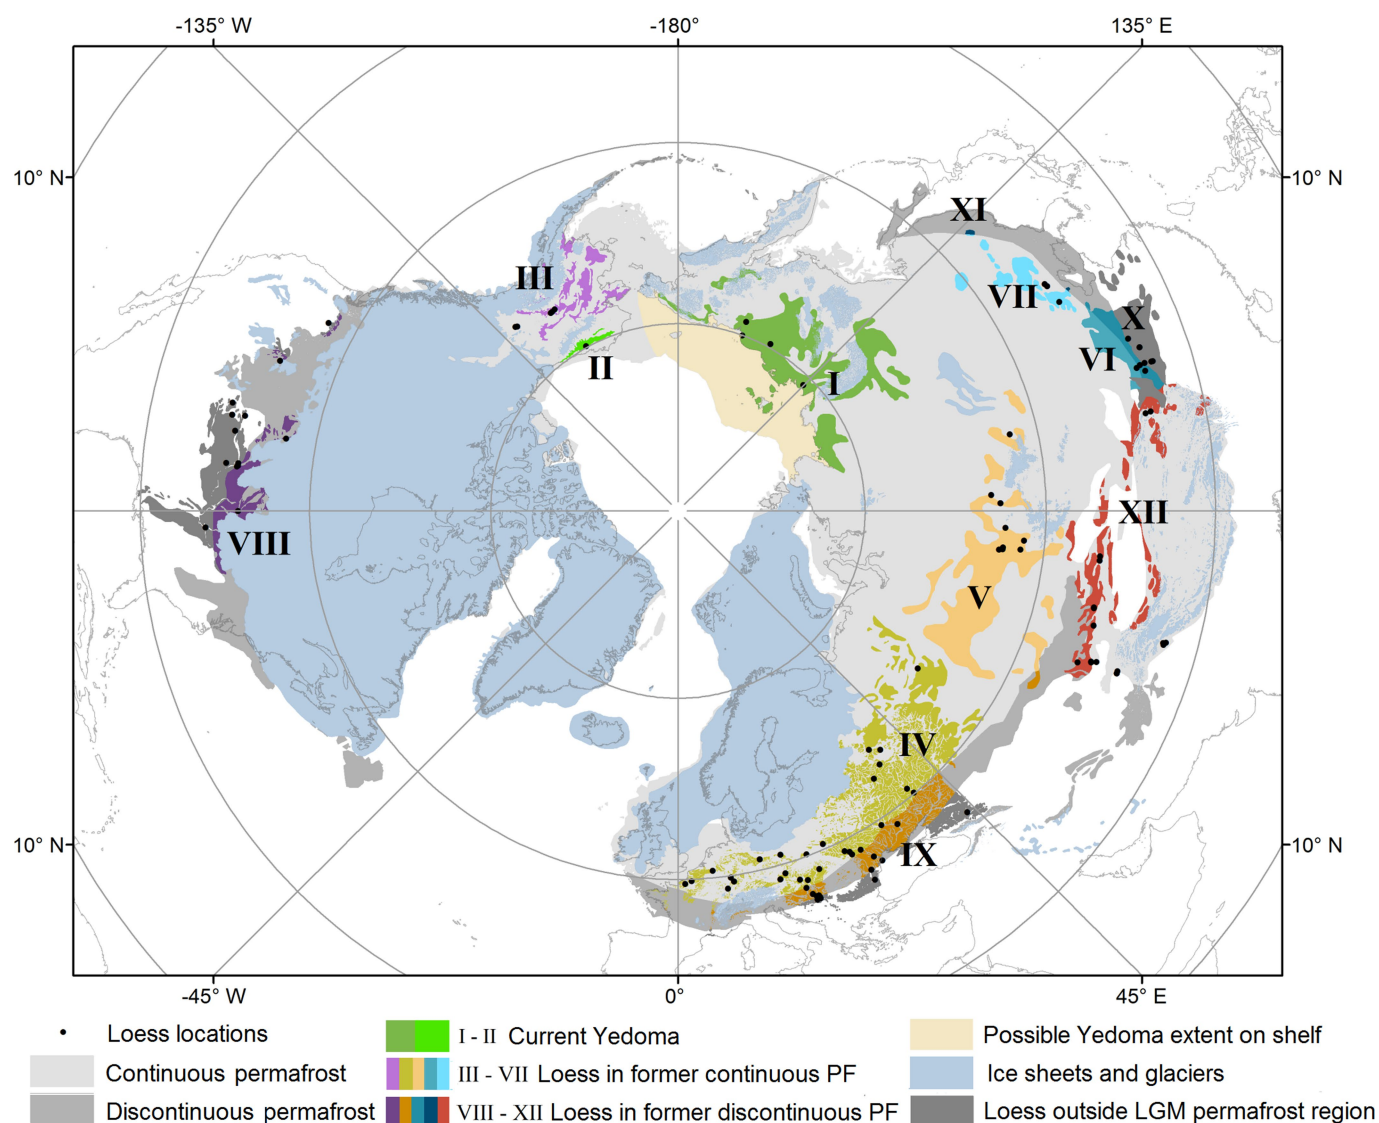 -135° W -180° 135° E
10° N 10° N
XI
III
VII
X
VI
II
I
XII
VIII
V
IV
10° N IX 10° N
-45° W 0° 45° E
Loess locations I - II Current Yedoma Possible Yedoma extent on shelf
Continuous permafrost III - VII Loess in former continuous PF Ice sheets and glaciers
Discontinuous permafrost VIII - XII Loess in former discontinuous PF Loess outside LGM permafrost region